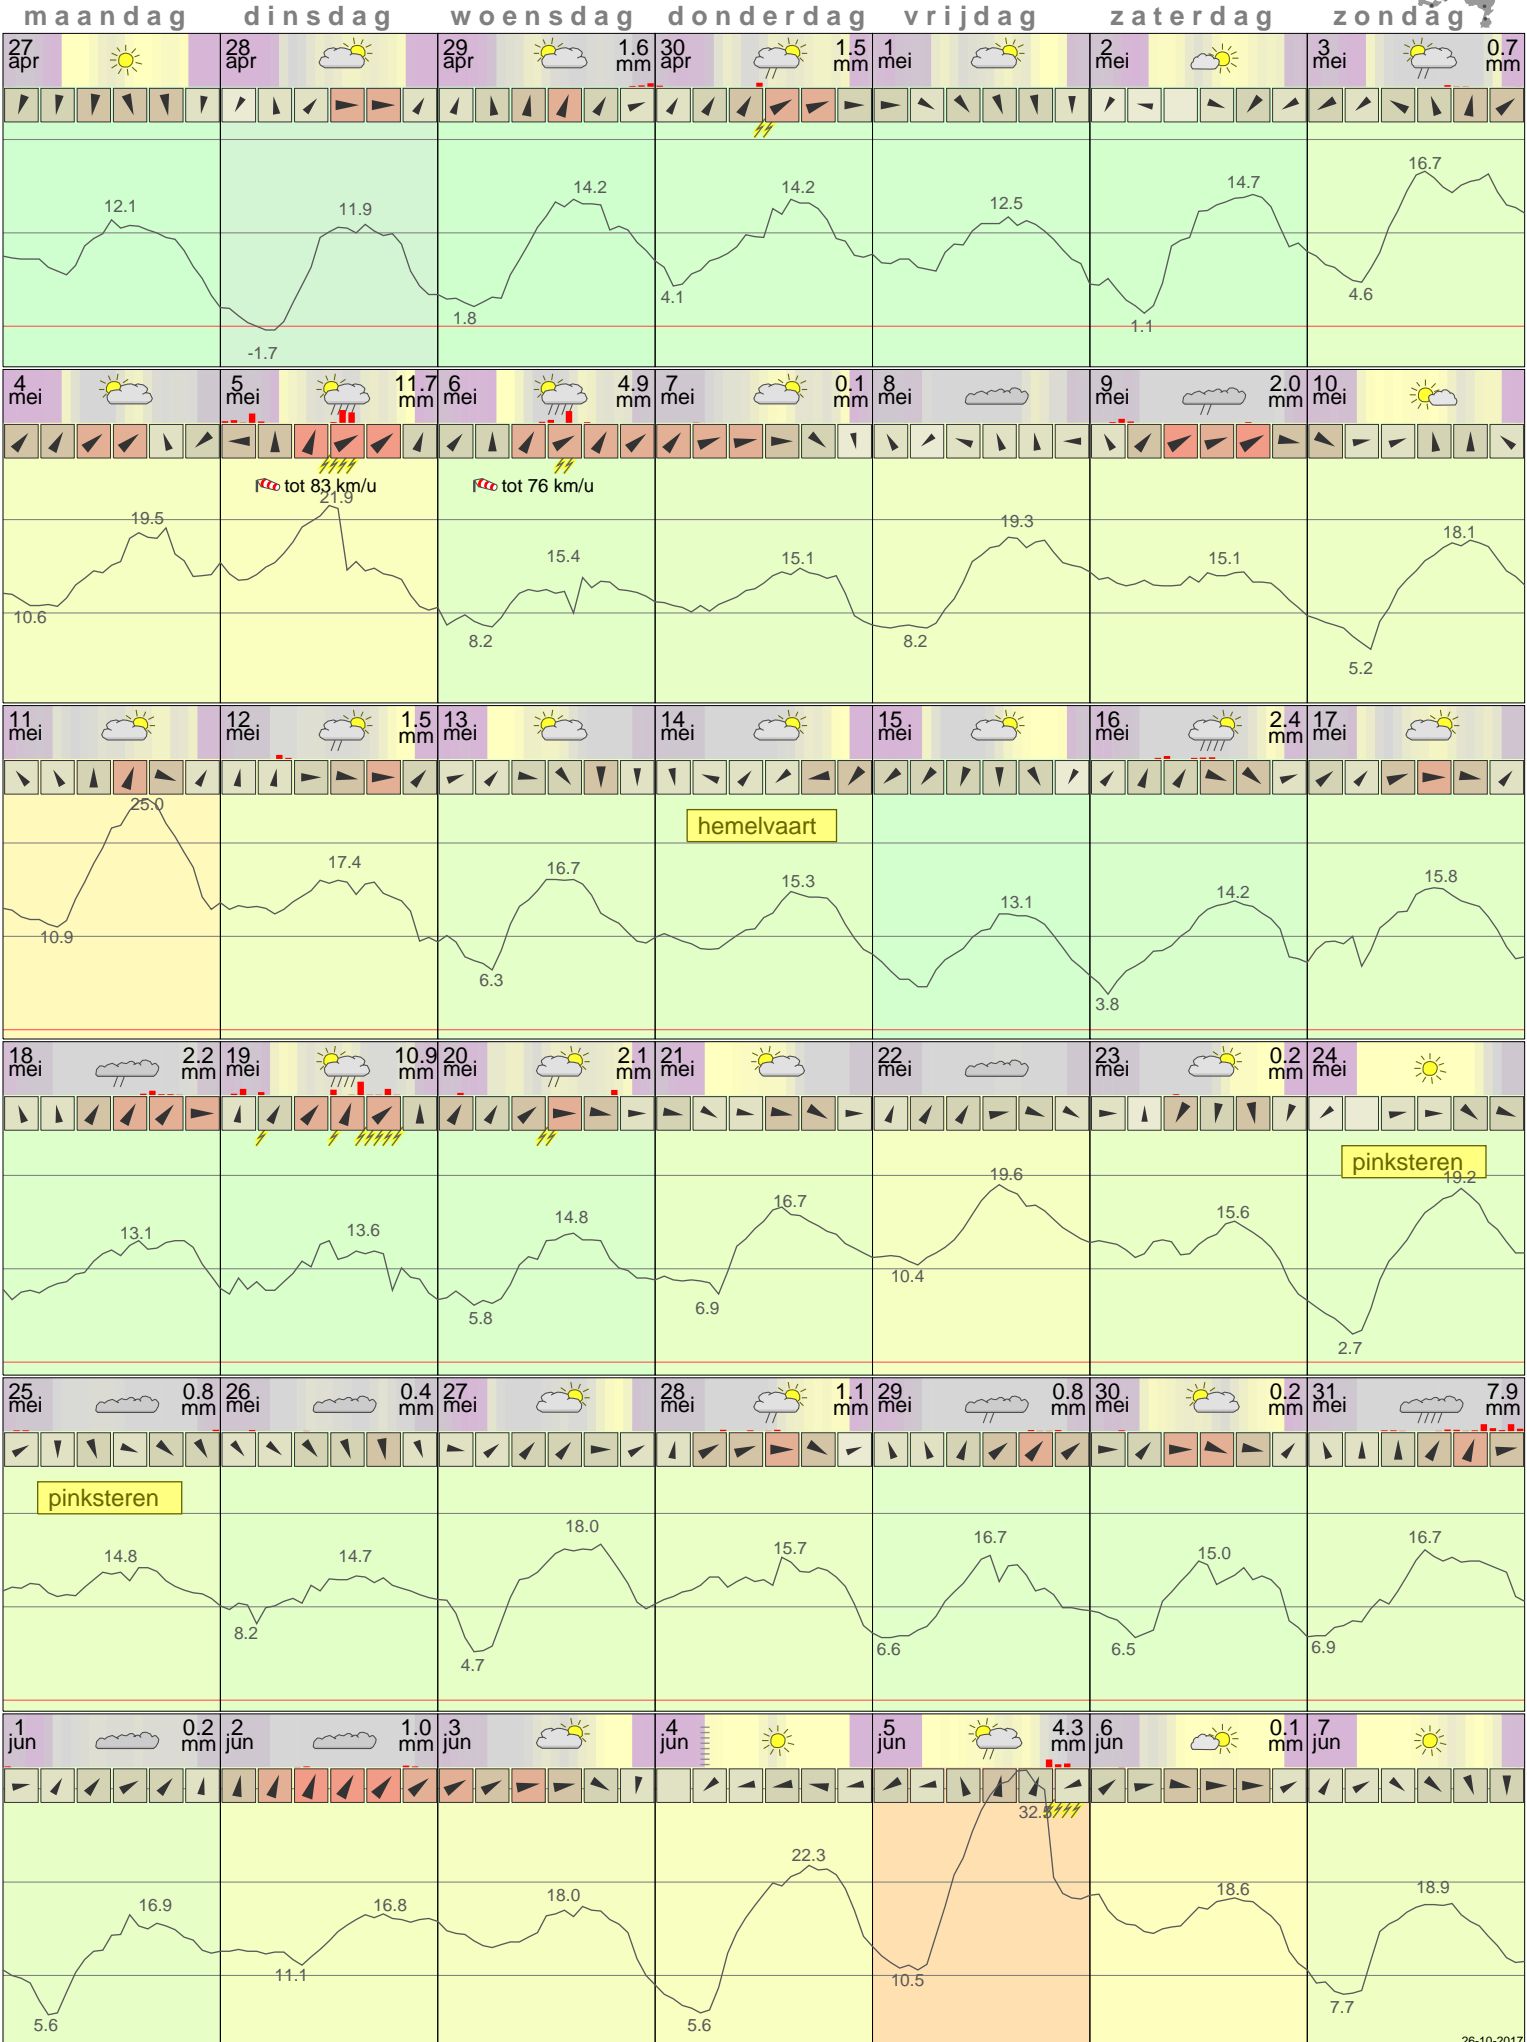 maandag dinsdag woensdag donderdag vrijdag zaterdag zondag
27 apr
28 apr
29 apr 1.6 mm
30 apr 1.5 mm
1 mei
2 mei
3 mei 0.7 mm
12.1
-1.7 11.9
1.8 14.2
4.1 14.2
12.5
1.1 14.7
4.6 16.7
4 mei
5 mei 11.7 mm
6 mei 4.9 mm
7 mei 0.1 mm
8 mei
9 mei 2.0 mm
10 mei
tot 83 km/u
tot 76 km/u
10.6 19.5
21.9
8.2 15.4
15.1
8.2 19.3
15.1
5.2 18.1
11 mei
12 mei 1.5 mm
13 mei
14 mei
15 mei
16 mei 2.4 mm
17 mei
hemelvaart
10.9 25.0
17.4
6.3 16.7
15.3
13.1
3.8 14.2
15.8
18 mei 2.2 mm
19 mei 10.9 mm
20 mei 2.1 mm
21 mei
22 mei
23 mei 0.2 mm
24 mei
pinksteren
13.1
13.6
5.8 14.8
6.9 16.7
10.4 19.6
15.6
2.7 19.2
25 mei 0.8 mm
26 mei 0.4 mm
27 mei
28 mei 1.1 mm
29 mei 0.8 mm
30 mei 0.2 mm
31 mei 7.9 mm
pinksteren
14.8
8.2 14.7
4.7 18.0
15.7
6.6 16.7
6.5 15.0
6.9 16.7
1 jun 0.2 mm
2 jun 1.0 mm
3 jun
4 jun
5 jun 4.3 mm
6 jun 0.1 mm
7 jun
5.6 16.9
11.1 16.8
18.0
5.6 22.3
10.5 32.5
18.6
7.7 18.9
26-10-2017